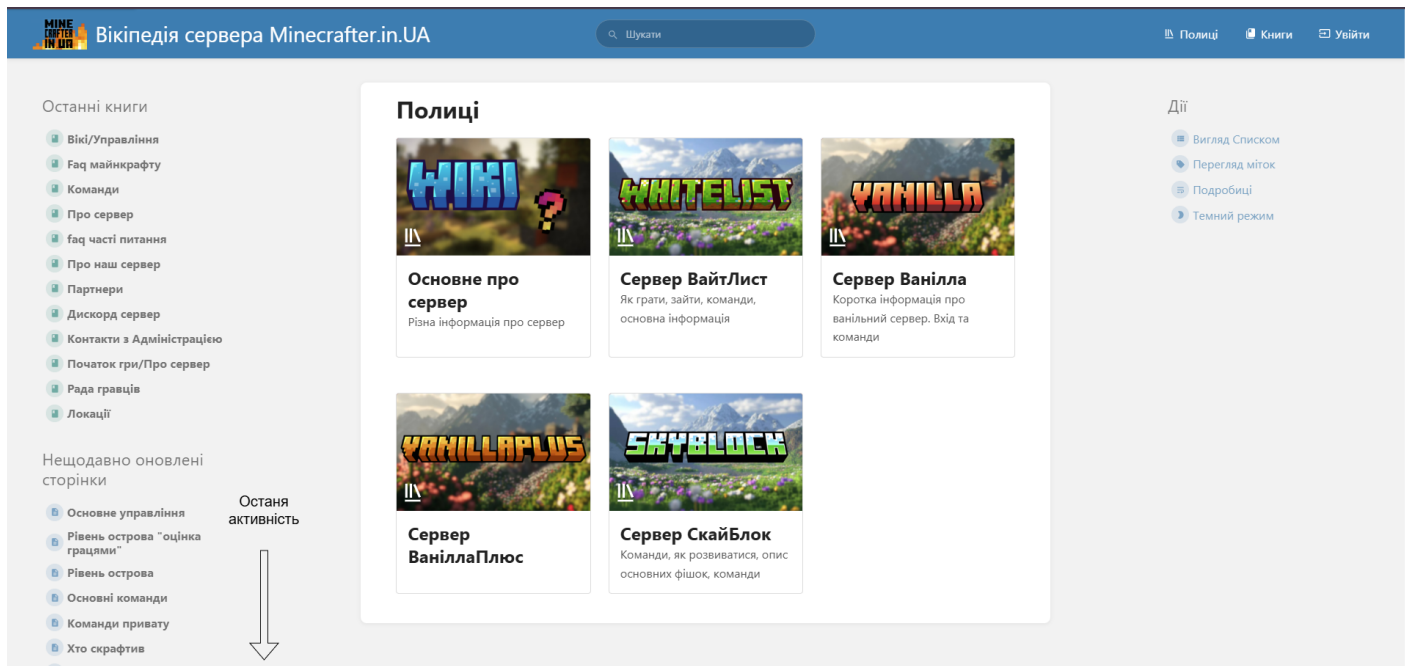 MINE
CRAFTER
IN UA
Вікіпедія сервера Minecrafter.in.UA
Шукати
Полиці
Книги
Увійти
Останні книги
Вікі/Управління
Faq майнкрафту
Команди
Про сервер
faq часті питання
Про наш сервер
Партнери
Дискорд сервер
Контакти з Адміністрацією
Початок гри/Про сервер
Рада гравців
Локації
Нещодавно оновлені
сторінки
Основне управління
Рівень острова "оцінка
грацями"
Рівень острова
Основні команди
Команди привату
Хто скрафтив
Остання
активність
Полиці
WIKI
?
Основне про
сервер
Різна інформація про сервер
WHITELIST
Сервер ВайтЛист
Як грати, зайти, команди,
основна інформація
VANILLA
Сервер Ванілла
Коротка інформація про
ванільний сервер. Вхід та
команди
VANILLAPLUS
Сервер
ВаніллаПлюс
SKYBLOCK
Сервер СкайБлок
Команди, як розвиватися, опис
основних фішок, команди
Дії
Вигляд Списком
Перегляд міток
Подробиці
Темний режим